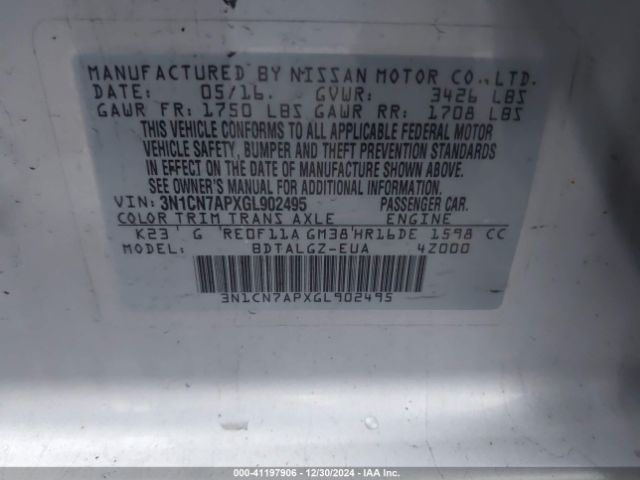 MANUFACTURED BY NISSAN MOTOR CO.,LTD.
DATE: 05/16. GVWR: 3426 LBS
GAWR FR: 1750 LBS GAWR RR: 1708 LBS
THIS VEHICLE CONFORMS TO ALL APPLICABLE FEDERAL MOTOR
VEHICLE SAFETY, BUMPER AND THEFT PREVENTION STANDARDS
IN EFFECT ON THE DATE OF MANUFACTURE SHOWN ABOVE.
SEE OWNER'S MANUAL FOR ADDITIONAL INFORMATION.
VIN: 3N1CN7APXGL902495 PASSENGER CAR.
COLOR TRIM TRANS AXLE ENGINE
K23 G RE0F11A GM38 HR16DE 1598 CC
MODEL: BDTALGZ-EUA 4Z000
3N1CN7APXGL902495
000-41197906 - 12/30/2024 - IAA, Inc.